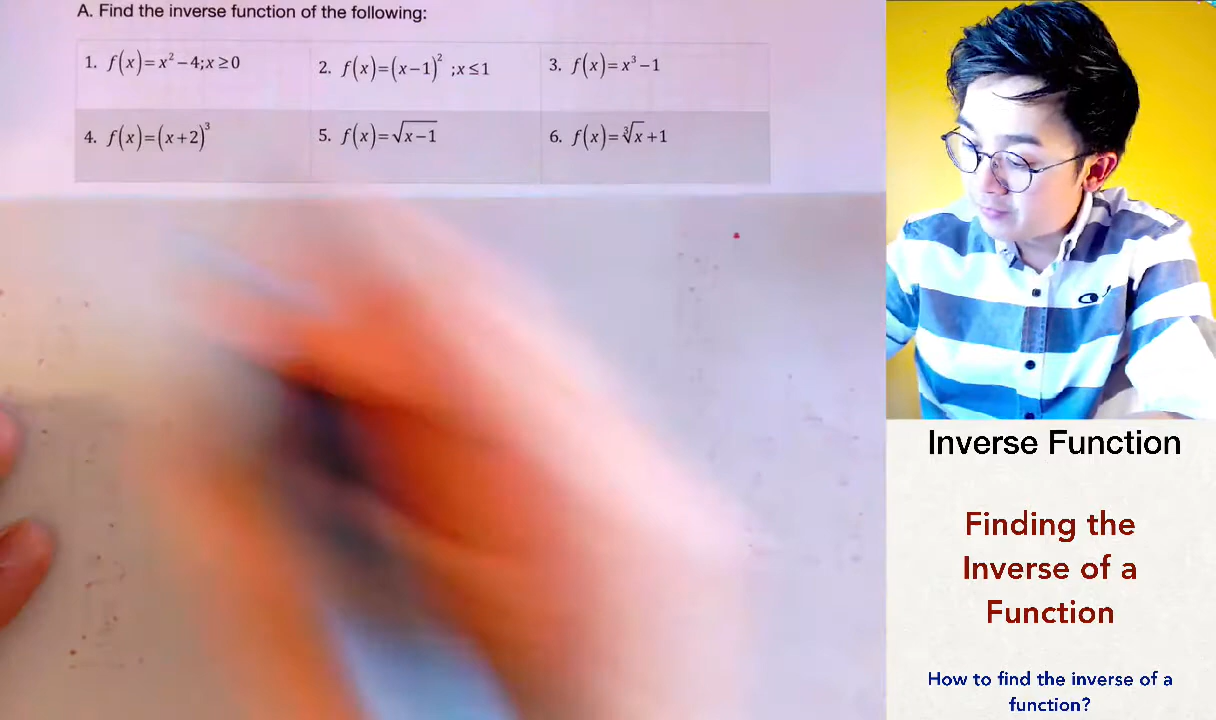 A. Find the inverse function of the following:
1. f(x)=x²−4;x≥0
2. f(x)=(x−1)² ;x≤1
3. f(x)=x³−1
4. f(x)=(x+2)³
5. f(x)=√x−1
6. f(x)=∛x+1
Inverse Function
Finding the
Inverse of a
Function
How to find the inverse of a
function?